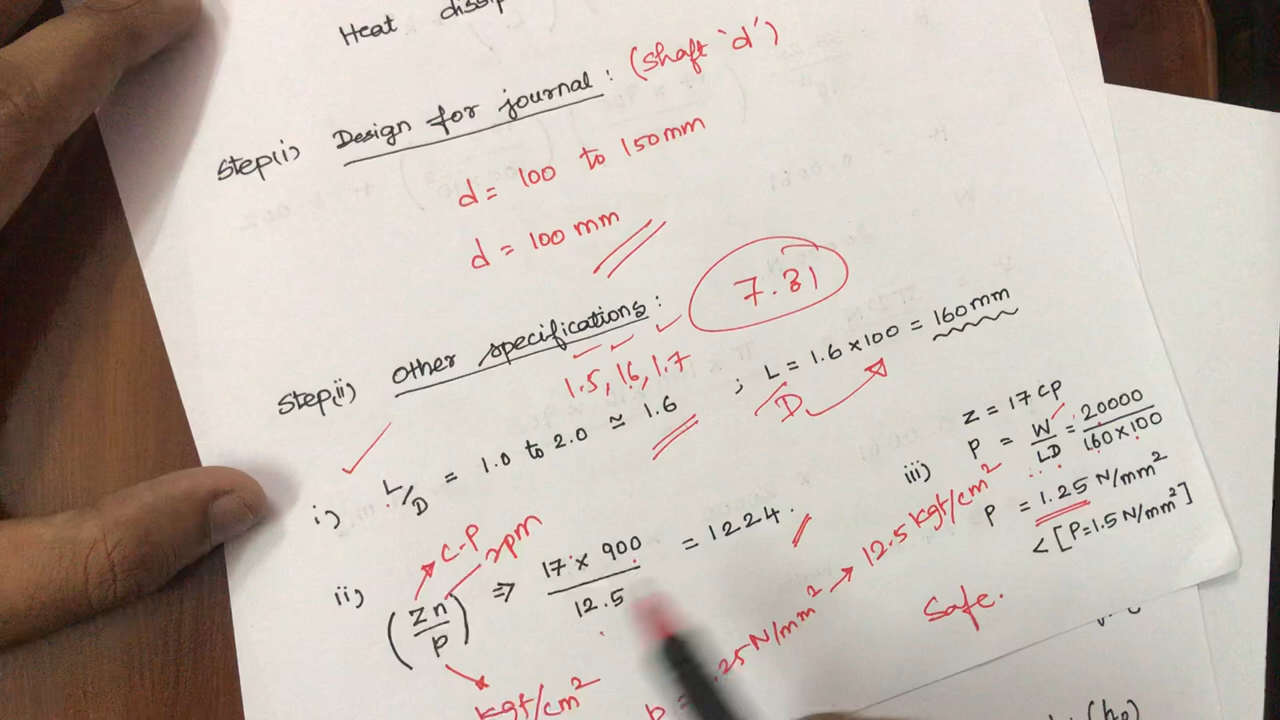 Heat
Step(i) Design for journal: (shaft 'd')
d = 100 to 150mm
d = 100 mm
Step(ii) Other specifications:
7.31
1.5, 16, 1.7
i) L/D = 1.0 to 2.0 ≃ 1.6 ; L = 1.6 × 100 = 160mm
D
C.P
rpm
ii) (Zn/p) ⇒ 17 × 900 / 12.5 = 1224.
kgf/cm²
Z = 17 CP
iii) P = W/LD = 20000/160×100
P = 1.25 N/mm²
< [P=1.5 N/mm²]
.25 N/mm² → 12.5 kgf/cm²
Safe.
(h₀)